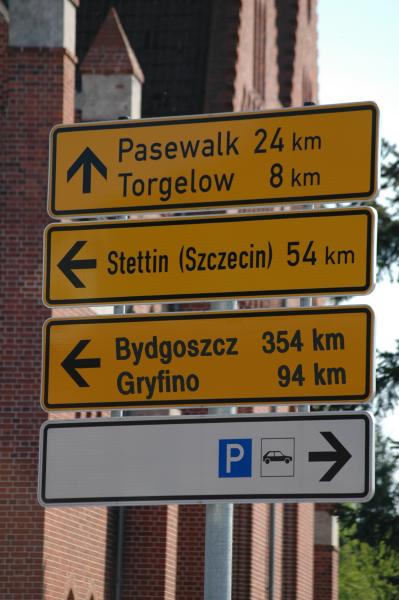 Pasewalk 24 km
Torgelow 8 km
Stettin (Szczecin) 54 km
Bydgoszcz 354 km
Gryfino 94 km
P